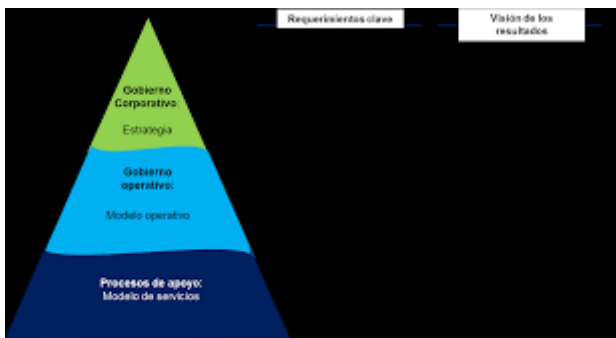 Requerimientos clave
Visión de los
resultados
Gobierno
Corporativo:
Estrategia
Gobierno
operativo:
Modelo operativo
Procesos de apoyo:
Modelo de servicios